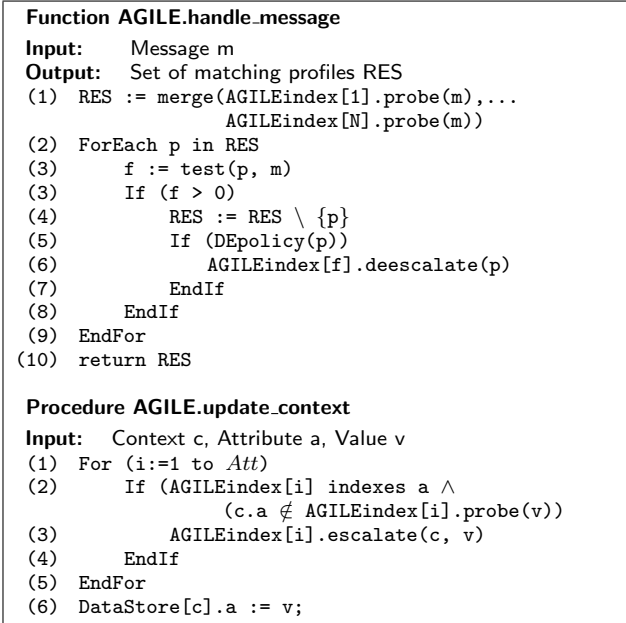 Function AGILE.handle_message
Input: Message m
Output: Set of matching profiles RES
(1) RES := merge(AGILEindex[1].probe(m),...
AGILEindex[N].probe(m))
(2) ForEach p in RES
(3) f := test(p, m)
(3) If (f > 0)
(4) RES := RES \ {p}
(5) If (DEpolicy(p))
(6) AGILEindex[f].deescalate(p)
(7) EndIf
(8) EndIf
(9) EndFor
(10) return RES
Procedure AGILE.update_context
Input: Context c, Attribute a, Value v
(1) For (i:=1 to Att)
(2) If (AGILEindex[i] indexes a ∧
(c.a ∉ AGILEindex[i].probe(v))
(3) AGILEindex[i].escalate(c, v)
(4) EndIf
(5) EndFor
(6) DataStore[c].a := v;